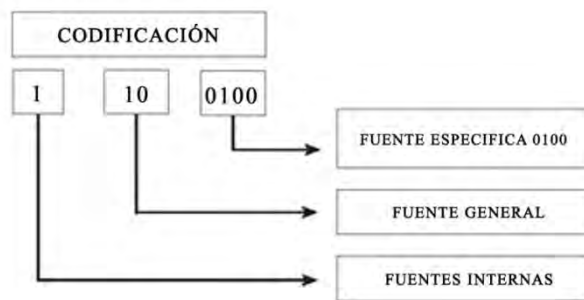 CODIFICACIÓN
I 10 0100
FUENTE ESPECIFICA 0100
FUENTE GENERAL
FUENTES INTERNAS